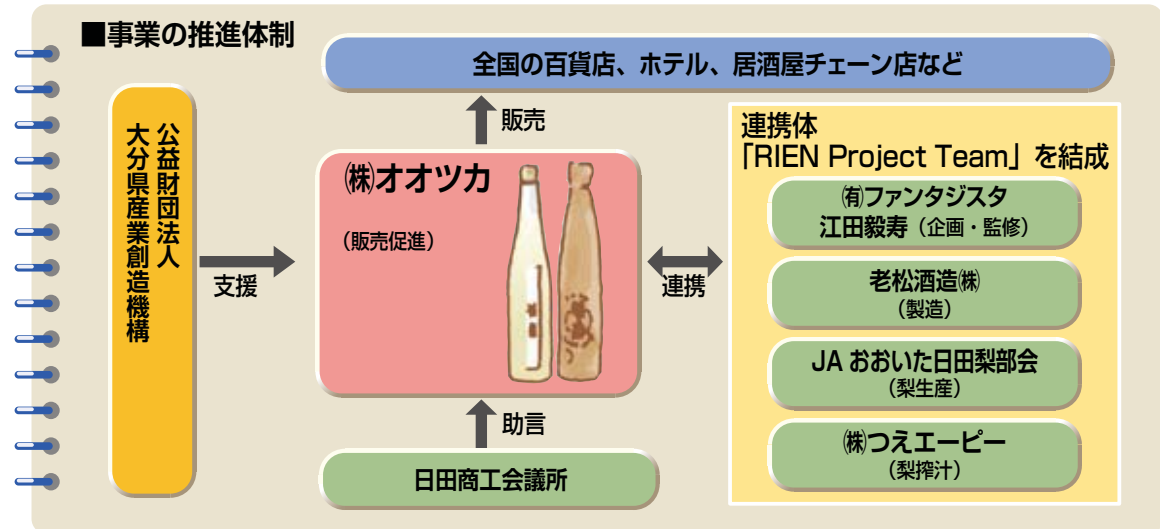 ■事業の推進体制
全国の百貨店、ホテル、居酒屋チェーン店など
公益財団法人
大分県産業創造機構
支援
販売
㈱オオツカ
(販売促進)
連携
助言
日田商工会議所
連携体
「RIEN Project Team」を結成
㈲ファンタジスタ
江田毅寿(企画・監修)
老松酒造㈱
(製造)
JA おおいた日田梨部会
(梨生産)
㈱つえエーピー
(梨搾汁)